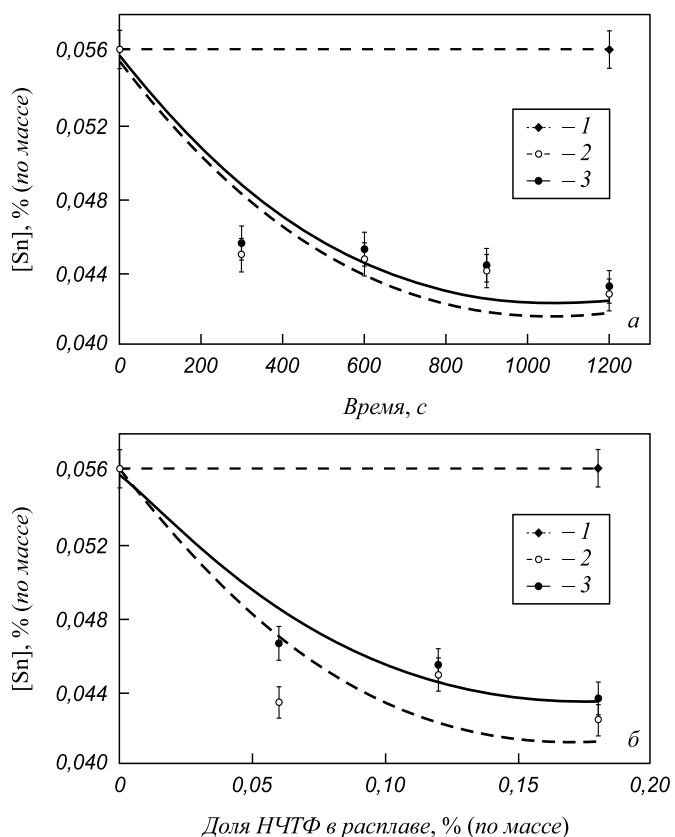 [Sn], % (по массе)
0,056
0,052
0,048
0,044
0,040
– 1
– 2
– 3
а
0 200 400 600 800 1000 1200
Время, с
[Sn], % (по массе)
0,056
0,052
0,048
0,044
0,040
– 1
– 2
– 3
б
0 0,05 0,10 0,15 0,20
Доля НЧТФ в расплаве, % (по массе)